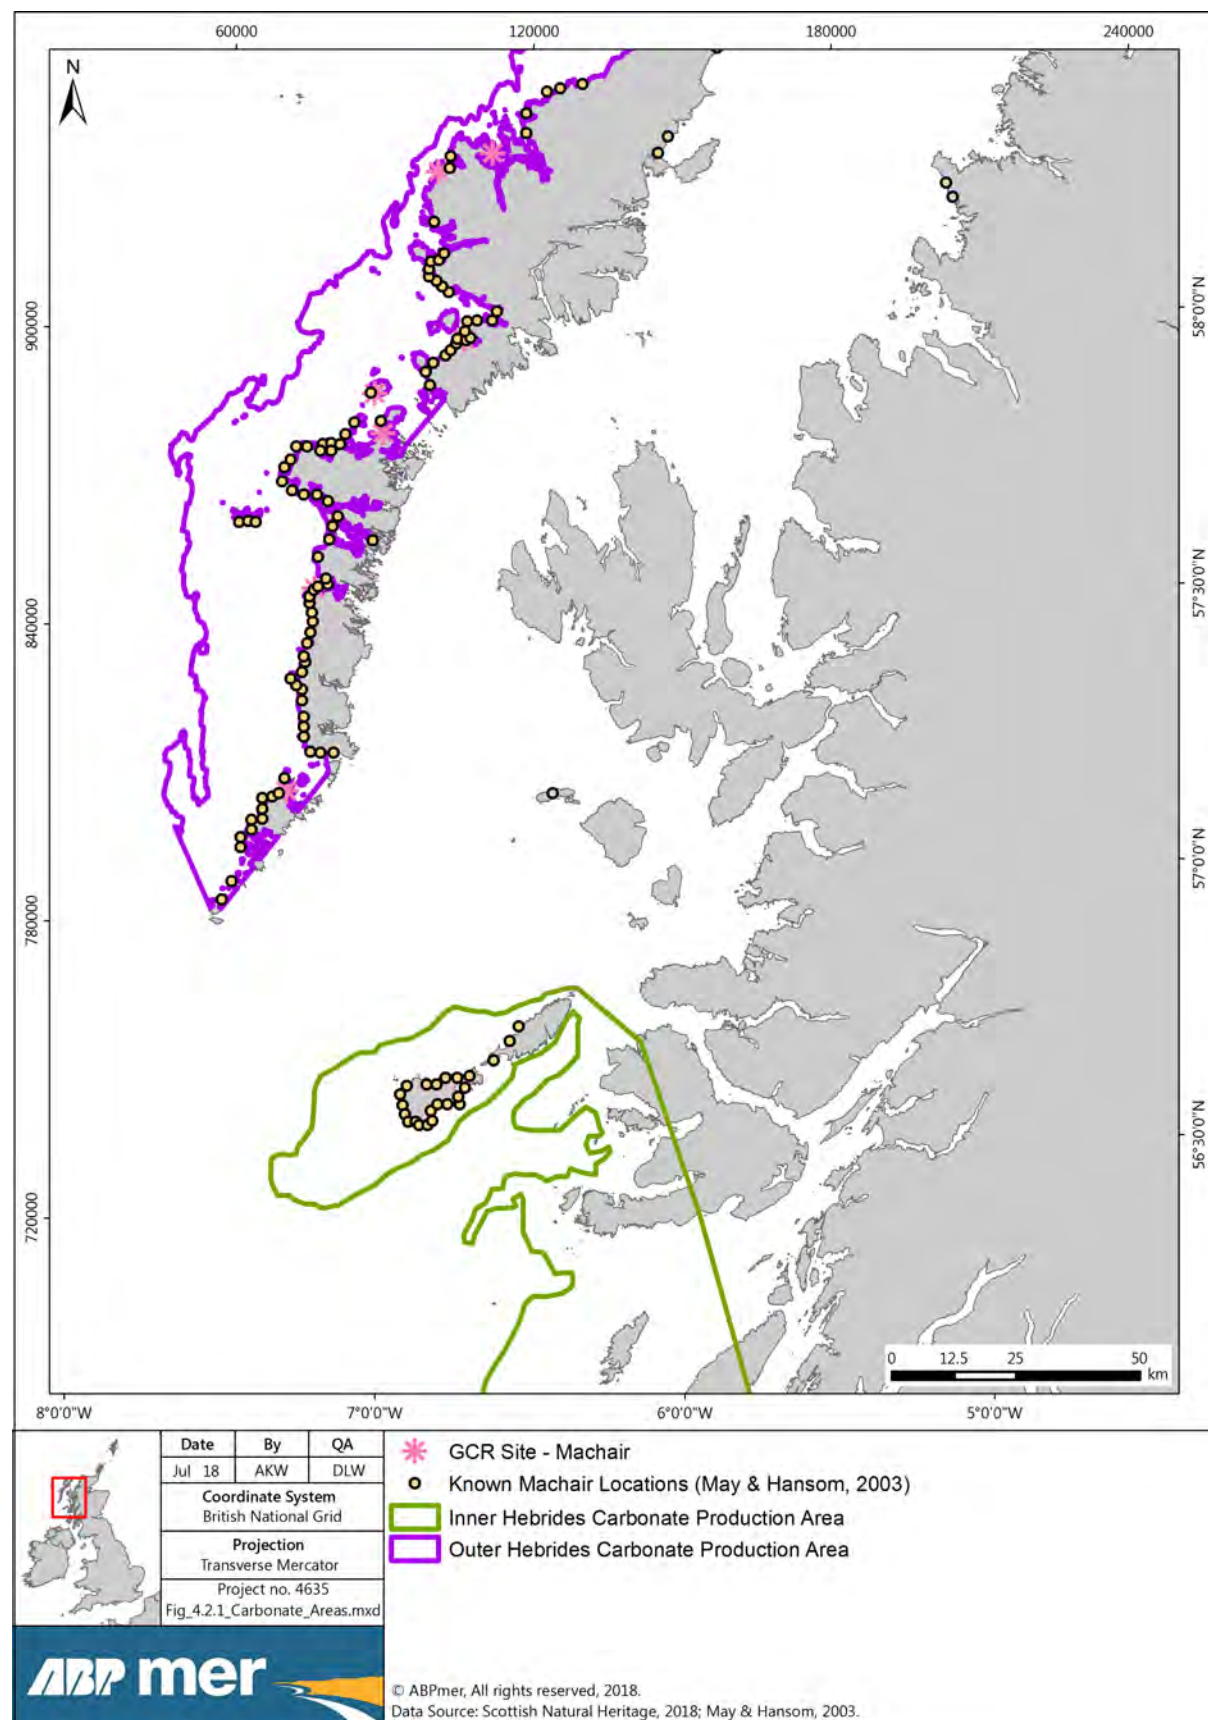 60000 120000 180000 240000
N
900000
840000
780000
720000
58°0'0"N
57°30'0"N
57°0'0"N
56°30'0"N
0 12.5 25 50
km
8°0'0"W 7°0'0"W 6°0'0"W 5°0'0"W
Date By QA
Jul 18 AKW DLW
Coordinate System
British National Grid
Projection
Transverse Mercator
Project no. 4635
Fig_4.2.1_Carbonate_Areas.mxd
ABPmer
GCR Site - Machair
Known Machair Locations (May & Hansom, 2003)
Inner Hebrides Carbonate Production Area
Outer Hebrides Carbonate Production Area
© ABPmer, All rights reserved, 2018.
Data Source: Scottish Natural Heritage, 2018; May & Hansom, 2003.